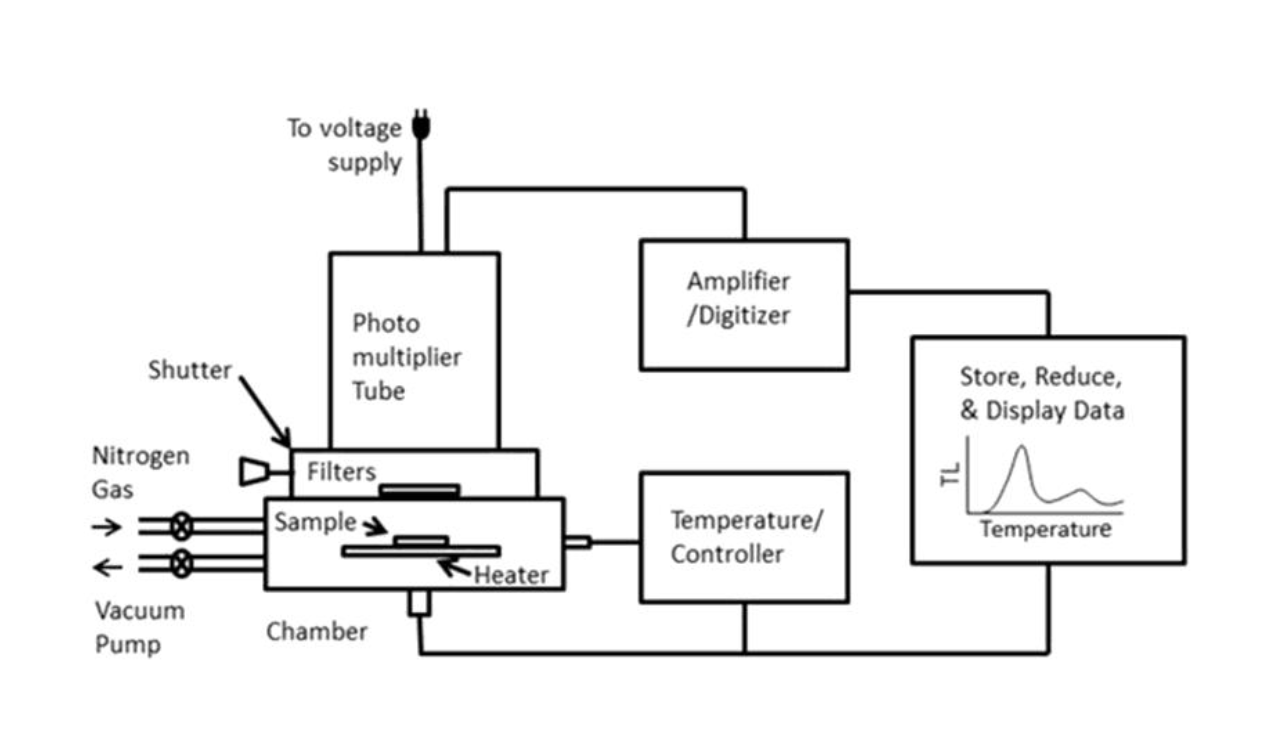 To voltage
supply
Amplifier
/Digitizer
Photo
multiplier
Tube
Shutter
Store, Reduce,
& Display Data
TL
Temperature
Nitrogen
Gas
Filters
Sample
Heater
Temperature/
Controller
Vacuum
Pump
Chamber